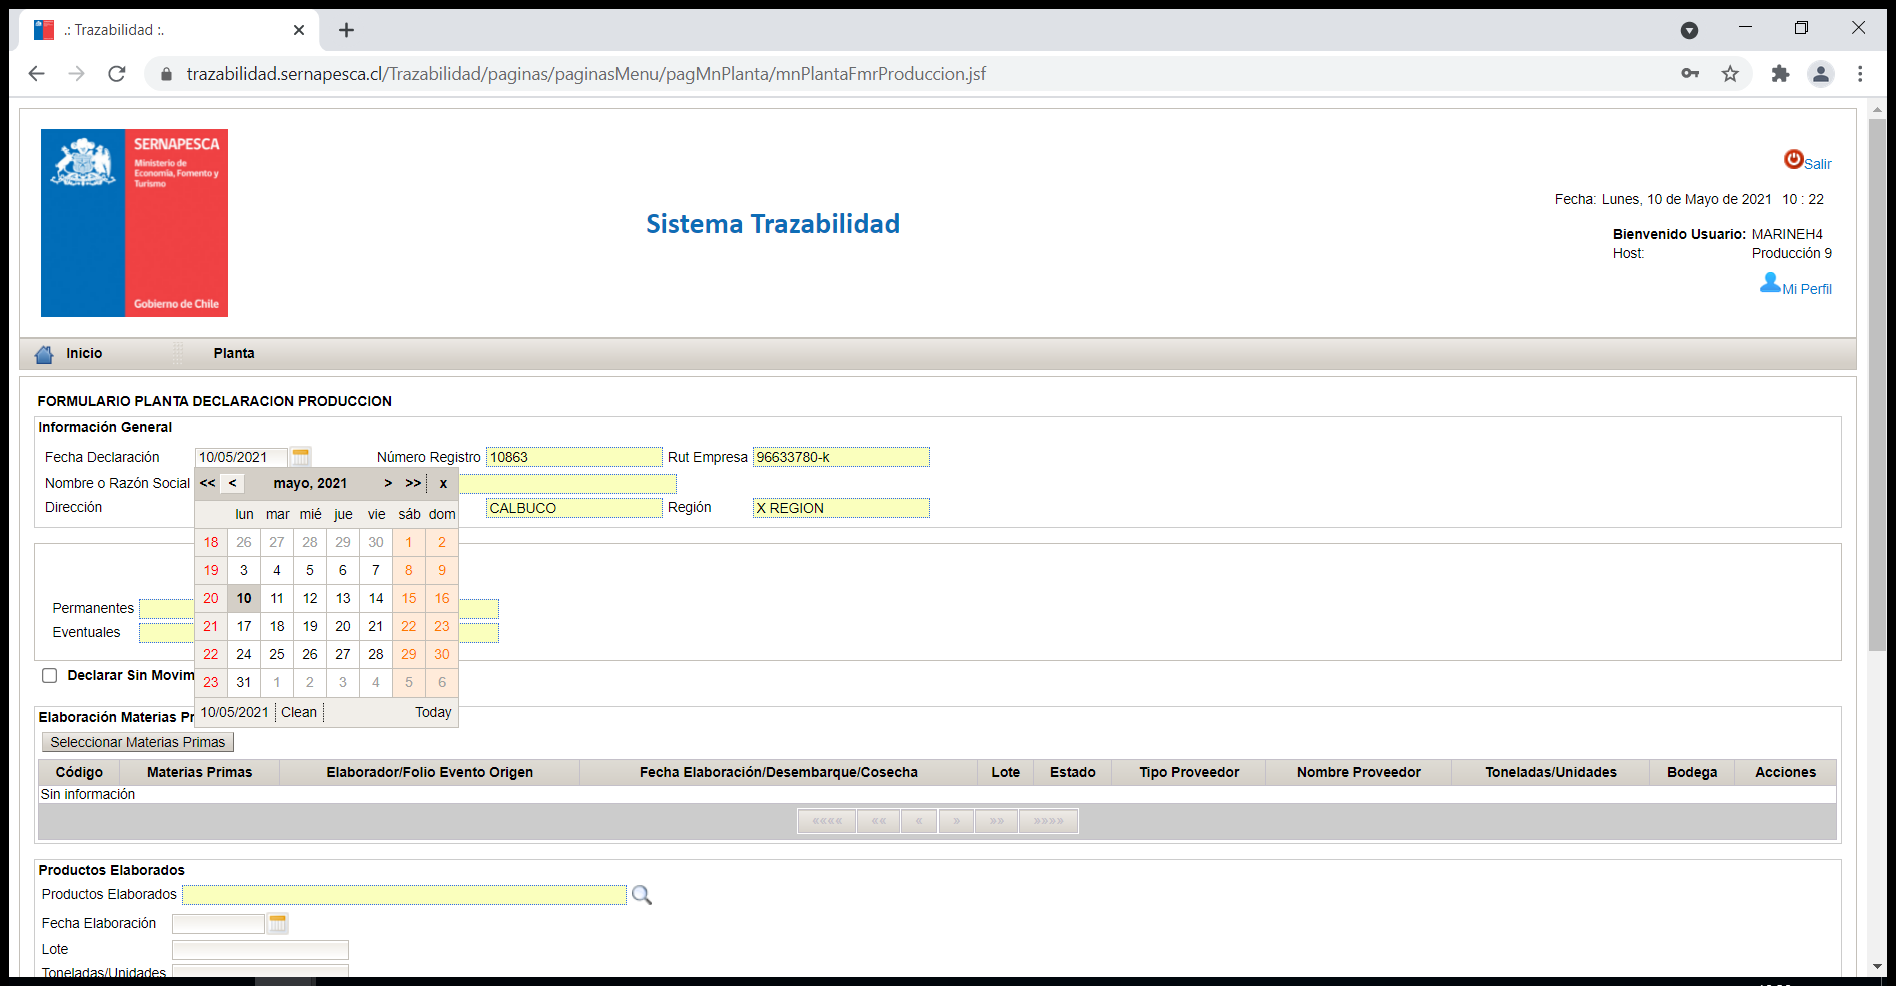 .: Trazabilidad :.
trazabilidad.sernapesca.cl/Trazabilidad/paginas/paginasMenu/pagMnPlanta/mnPlantaFmrProduccion.jsf
SERNAPESCA
Ministerio de
Economía, Fomento y
Turismo
Gobierno de Chile
Sistema Trazabilidad
Salir
Fecha: Lunes, 10 de Mayo de 2021 10 : 22
Bienvenido Usuario: MARINEH4
Host: Producción 9
Mi Perfil
Inicio Planta
FORMULARIO PLANTA DECLARACION PRODUCCION
Información General
Fecha Declaración 10/05/2021 Número Registro 10863 Rut Empresa 96633780-k
Nombre o Razón Social
Dirección CALBUCO Región X REGION
<< < mayo, 2021 > >> x
lun mar mié jue vie sáb dom
18 26 27 28 29 30 1 2
19 3 4 5 6 7 8 9
20 10 11 12 13 14 15 16
21 17 18 19 20 21 22 23
22 24 25 26 27 28 29 30
23 31 1 2 3 4 5 6
10/05/2021 Clean Today
Permanentes
Eventuales
Declarar Sin Movim
Elaboración Materias Pr
Seleccionar Materias Primas
Código Materias Primas Elaborador/Folio Evento Origen Fecha Elaboración/Desembarque/Cosecha Lote Estado Tipo Proveedor Nombre Proveedor Toneladas/Unidades Bodega Acciones
Sin información
«««« «« « » »» »»»»
Productos Elaborados
Productos Elaborados
Fecha Elaboración
Lote
Toneladas/Unidades